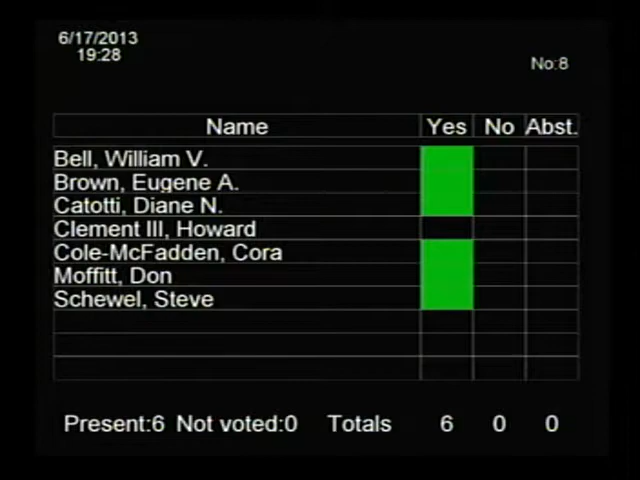 6/17/2013
19:28
No:8
Name Yes No Abst.
Bell, William V.
Brown, Eugene A.
Catotti, Diane N.
Clement III, Howard
Cole-McFadden, Cora
Moffitt, Don
Schewel, Steve
Present:6 Not voted:0 Totals 6 0 0